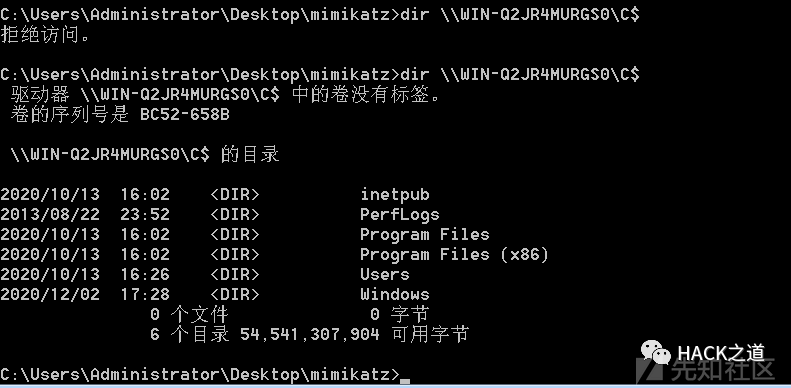 C:\Users\Administrator\Desktop\mimikatz>dir \\WIN-Q2JR4MURGS0\C$
拒绝访问。
C:\Users\Administrator\Desktop\mimikatz>dir \\WIN-Q2JR4MURGS0\C$
驱动器 \\WIN-Q2JR4MURGS0\C$ 中的卷没有标签。
卷的序列号是 BC52-658B
\\WIN-Q2JR4MURGS0\C$ 的目录
2020/10/13  16:02    <DIR>          inetpub
2013/08/22  23:52    <DIR>          PerfLogs
2020/10/13  16:02    <DIR>          Program Files
2020/10/13  16:02    <DIR>          Program Files (x86)
2020/10/13  16:26    <DIR>          Users
2020/12/02  17:28    <DIR>          Windows
0 个文件              0 字节
6 个目录 54,541,307,904 可用字节
C:\Users\Administrator\Desktop\mimikatz>
HACK之道
先知社区